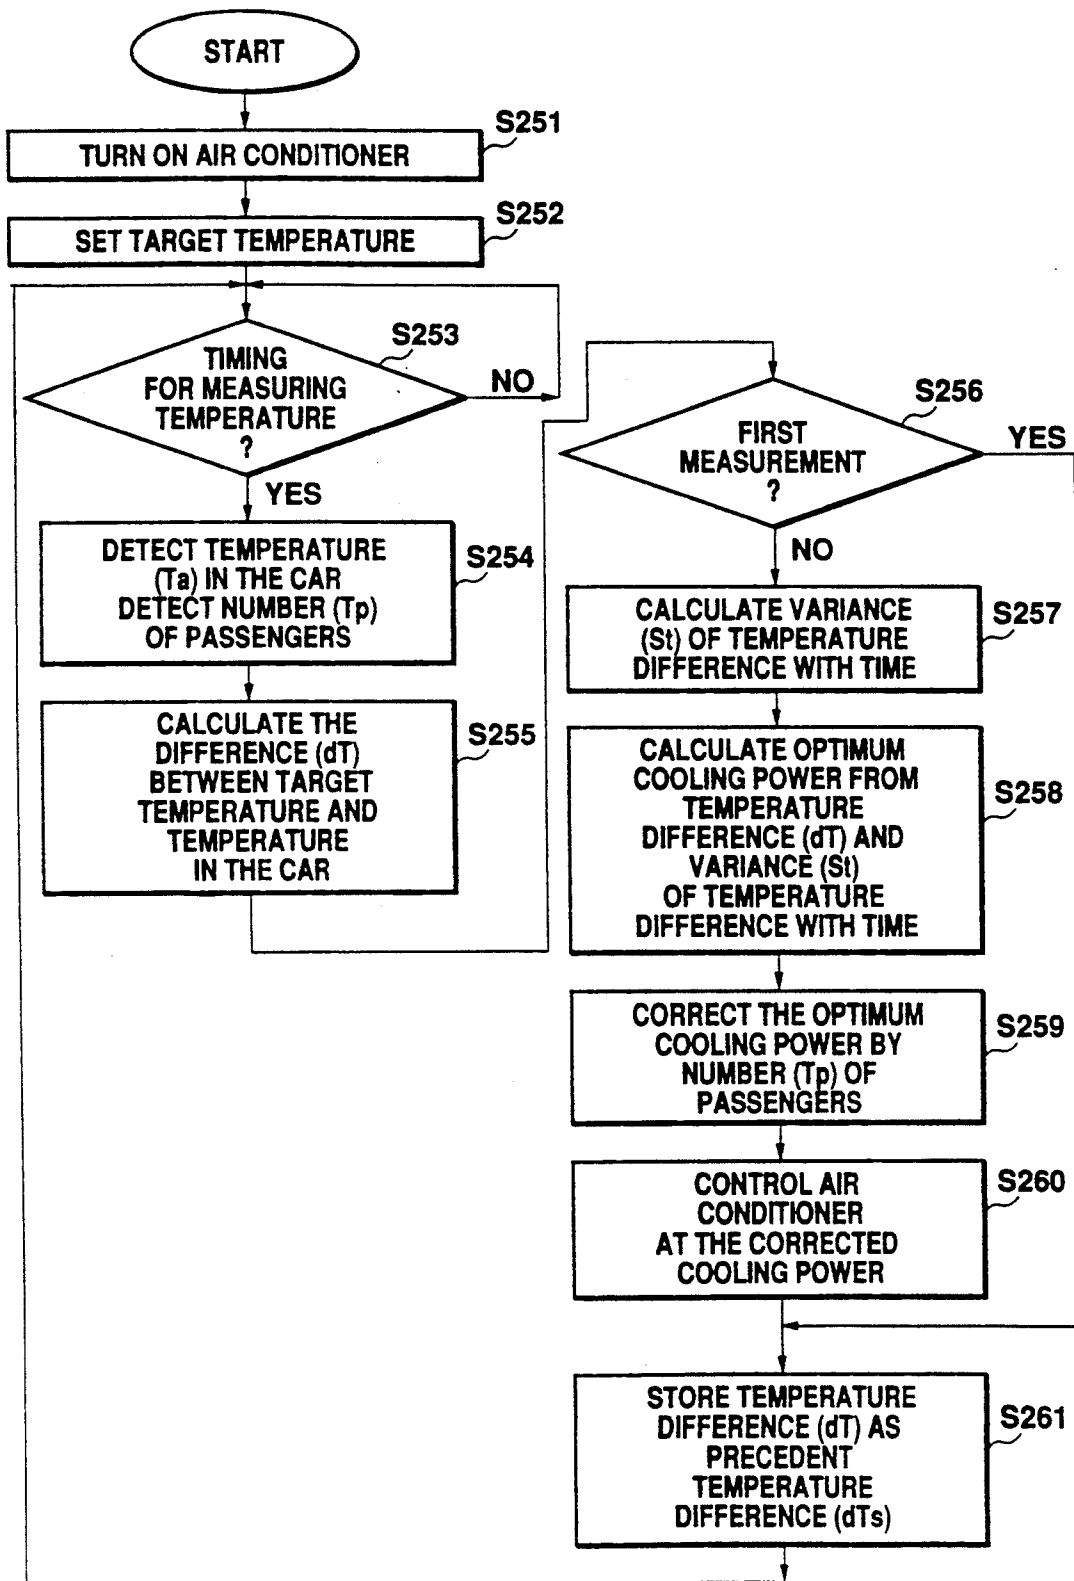 START
S251
TURN ON AIR CONDITIONER
S252
SET TARGET TEMPERATURE
S253
TIMING
FOR MEASURING
TEMPERATURE
?
NO
YES
S254
DETECT TEMPERATURE
(Ta) IN THE CAR
DETECT NUMBER (Tp)
OF PASSENGERS
S255
CALCULATE THE
DIFFERENCE (dT)
BETWEEN TARGET
TEMPERATURE AND
TEMPERATURE
IN THE CAR
S256
FIRST
MEASUREMENT
?
YES
NO
S257
CALCULATE VARIANCE
(St) OF TEMPERATURE
DIFFERENCE WITH TIME
S258
CALCULATE OPTIMUM
COOLING POWER FROM
TEMPERATURE
DIFFERENCE (dT) AND
VARIANCE (St)
OF TEMPERATURE
DIFFERENCE WITH TIME
S259
CORRECT THE OPTIMUM
COOLING POWER BY
NUMBER (Tp) OF
PASSENGERS
S260
CONTROL AIR
CONDITIONER
AT THE CORRECTED
COOLING POWER
S261
STORE TEMPERATURE
DIFFERENCE (dT) AS
PRECEDENT
TEMPERATURE
DIFFERENCE (dTs)